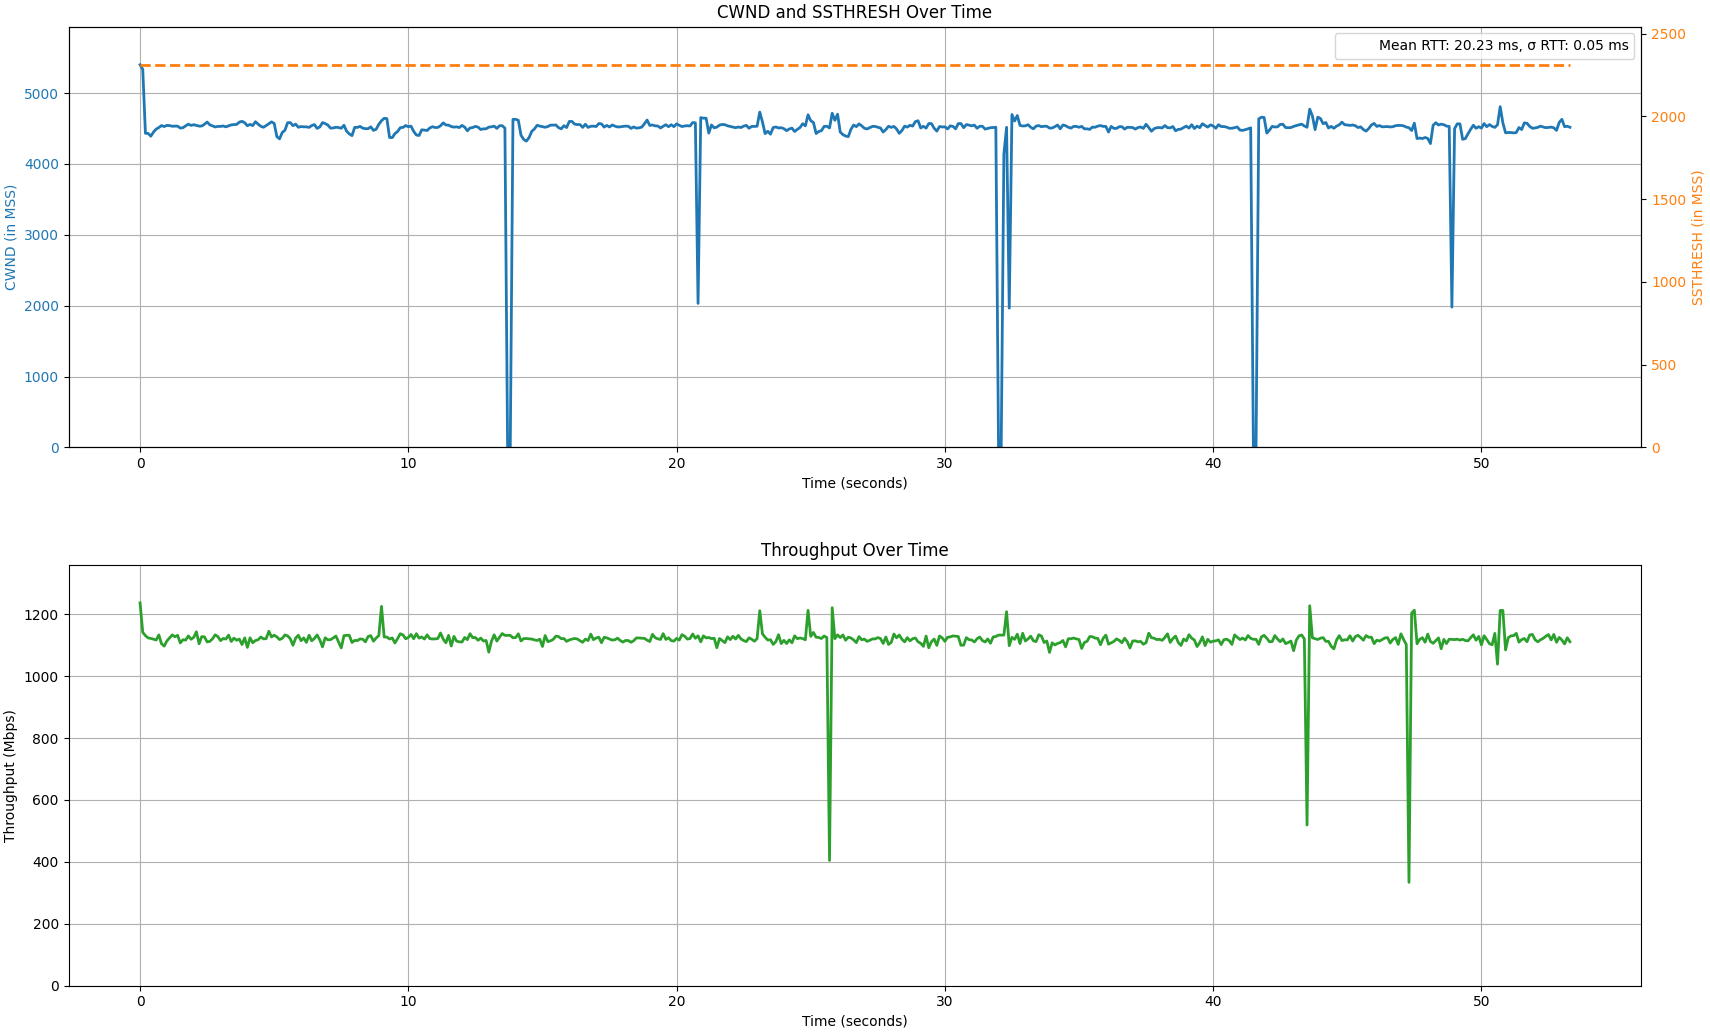 CWND and SSTHRESH Over Time
Mean RTT: 20.23 ms, σ RTT: 0.05 ms
CWND (in MSS)
5000
4000
3000
2000
1000
0
SSTHRESH (in MSS)
2500
2000
1500
1000
500
0
0 10 20 30 40 50
Time (seconds)
Throughput Over Time
Throughput (Mbps)
1200
1000
800
600
400
200
0
0 10 20 30 40 50
Time (seconds)